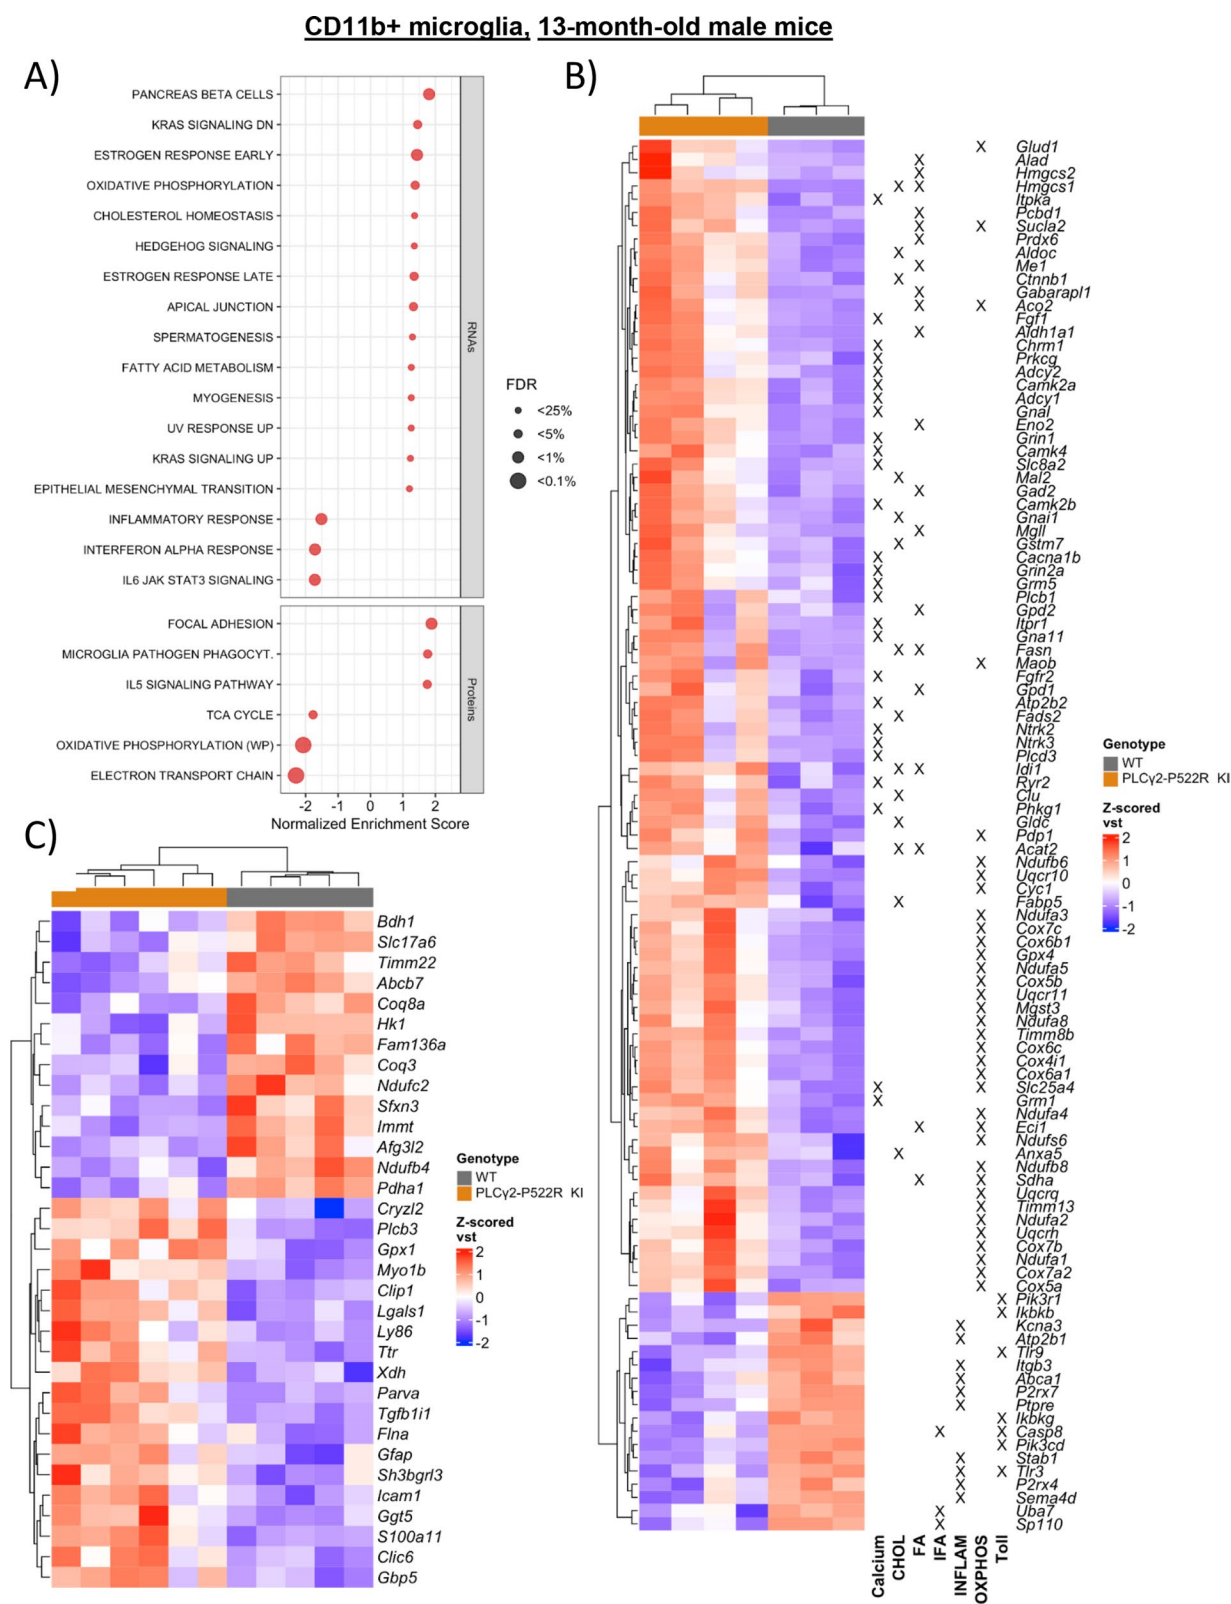 CD11b+ microglia, 13-month-old male mice
A)
PANCREAS BETA CELLS
KRAS SIGNALING DN
ESTROGEN RESPONSE EARLY
OXIDATIVE PHOSPHORYLATION
CHOLESTEROL HOMEOSTASIS
HEDGEHOG SIGNALING
ESTROGEN RESPONSE LATE
APICAL JUNCTION
SPERMATOGENESIS
FATTY ACID METABOLISM
MYOGENESIS
UV RESPONSE UP
KRAS SIGNALING UP
EPITHELIAL MESENCHYMAL TRANSITION
INFLAMMATORY RESPONSE
INTERFERON ALPHA RESPONSE
IL6 JAK STAT3 SIGNALING
RNAs
FOCAL ADHESION
MICROGLIA PATHOGEN PHAGOCYT.
IL5 SIGNALING PATHWAY
TCA CYCLE
OXIDATIVE PHOSPHORYLATION (WP)
ELECTRON TRANSPORT CHAIN
Proteins
-2 -1 0 1 2
Normalized Enrichment Score
FDR
<25%
<5%
<1%
<0.1%
B)
X Glud1
X Alad
X Hmgcs2
X X Hmgcs1
X Itpka
X Pcbd1
X X Sucla2
X Prdx6
X Aldoc
X Me1
X Ctnnb1
X Gabarapl1
X X Aco2
X Fgf1
X Aldh1a1
X Chrm1
X Prkcg
X Adcy2
X Camk2a
X Adcy1
X Gnal
X Eno2
X Grin1
X Camk4
X Slc8a2
X Mal2
X Gad2
X Camk2b
X Gnai1
X Mgll
X Gstm7
X Cacna1b
X Grin2a
X Grm5
X Plcb1
X Gpd2
X Itpr1
X Gna11
X X Fasn
X Maob
X Fgfr2
X Gpd1
X Atp2b2
X Fads2
X Ntrk2
X Ntrk3
X Plcd3
X X Idi1
X Ryr2
X Clu
X Phkg1
X Gldc
X Pdp1
X X Acat2
X Ndufb6
X Uqcr10
X Cyc1
X Fabp5
X Ndufa3
X Cox7c
X Cox6b1
X Gpx4
X Ndufa5
X Cox5b
X Uqcr11
X Mgst3
X Ndufa8
X Timm8b
X Cox6c
X Cox4i1
X Cox6a1
X X Slc25a4
X Grm1
X Ndufa4
X X Eci1
X Ndufs6
X Anxa5
X Ndufb8
X X Sdha
X Uqcrq
X Timm13
X Ndufa2
X Uqcrh
X Cox7b
X Ndufa1
X Cox7a2
X Cox5a
X Pik3r1
X Ikbkb
X Kcna3
X Atp2b1
X Tlr9
X Itgb3
X Abca1
X P2rx7
X Ptpre
X Ikbkg
X X Casp8
X Pik3cd
X Stab1
X X Tlr3
X P2rx4
X Sema4d
X Uba7
X Sp110
Calcium
CHOL
FA
IFA
INFLAM
OXPHOS
Toll
Genotype
WT
PLCγ2-P522R KI
Z-scored
vst
2
1
0
-1
-2
C)
Bdh1
Slc17a6
Timm22
Abcb7
Coq8a
Hk1
Fam136a
Coq3
Ndufc2
Sfxn3
Immt
Afg3l2
Ndufb4
Pdha1
Cryzl2
Plcb3
Gpx1
Myo1b
Clip1
Lgals1
Ly86
Ttr
Xdh
Parva
Tgfb1i1
Flna
Gfap
Sh3bgrl3
Icam1
Ggt5
S100a11
Clic6
Gbp5
Genotype
WT
PLCγ2-P522R KI
Z-scored
vst
2
1
0
-1
-2